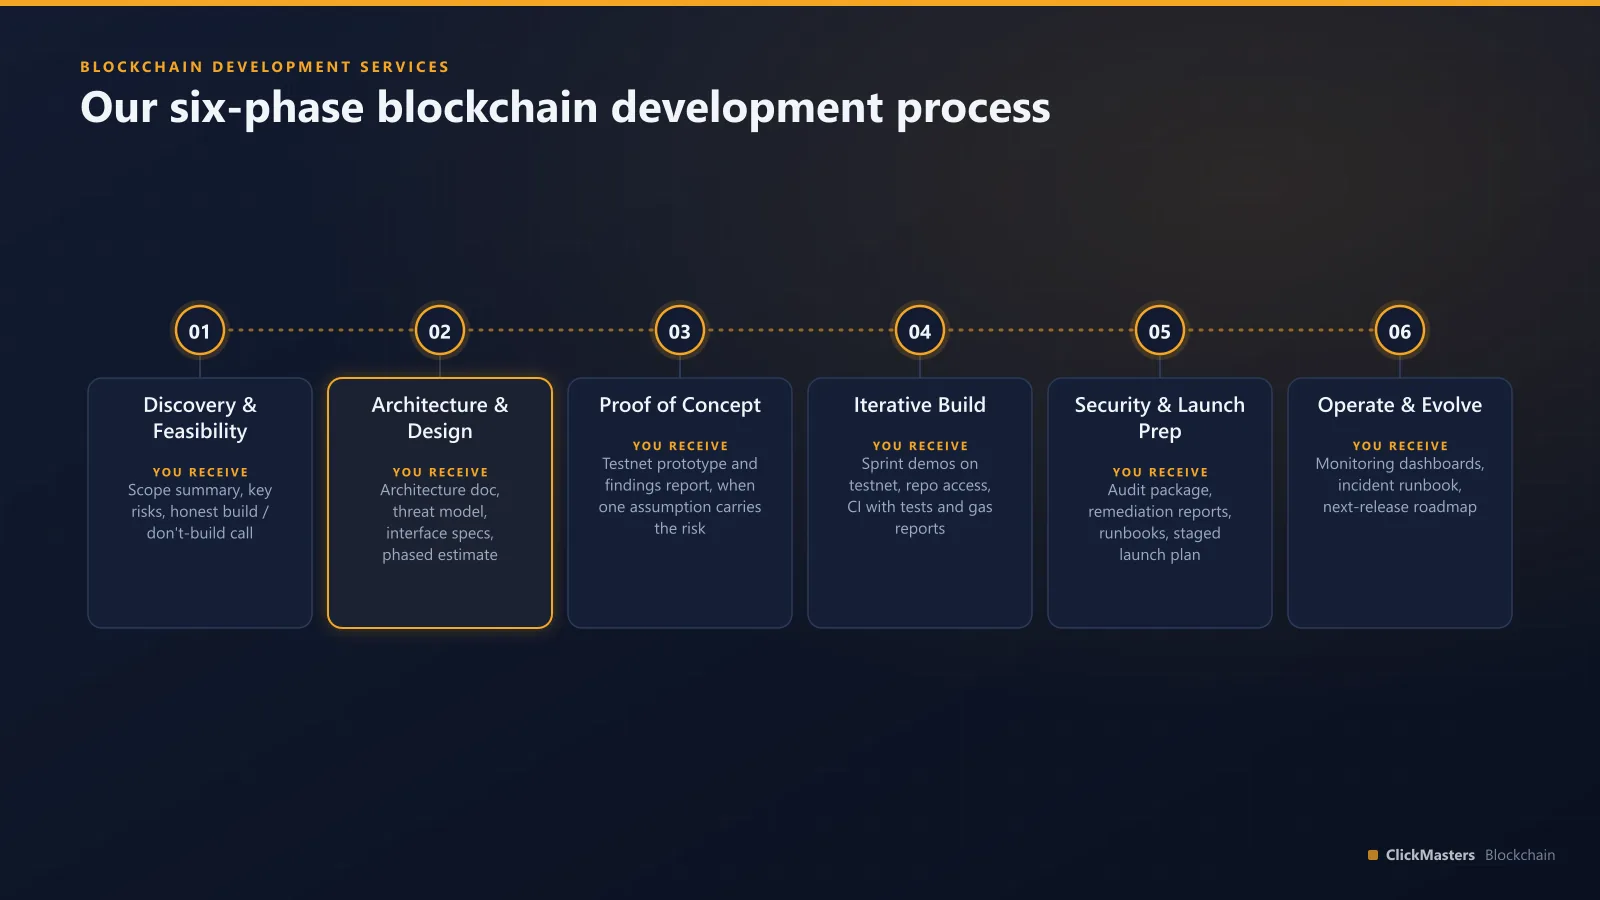 BLOCKCHAIN DEVELOPMENT SERVICES
Our six-phase blockchain development process
01
Discovery &
Feasibility
YOU RECEIVE
Scope summary, key
risks, honest build /
don't-build call
02
Architecture &
Design
YOU RECEIVE
Architecture doc,
threat model,
interface specs,
phased estimate
03
Proof of Concept
YOU RECEIVE
Testnet prototype and
findings report, when
one assumption carries
the risk
04
Iterative Build
YOU RECEIVE
Sprint demos on
testnet, repo access,
CI with tests and gas
reports
05
Security & Launch
Prep
YOU RECEIVE
Audit package,
remediation reports,
runbooks, staged
launch plan
06
Operate & Evolve
YOU RECEIVE
Monitoring dashboards,
incident runbook,
next-release roadmap
ClickMasters Blockchain